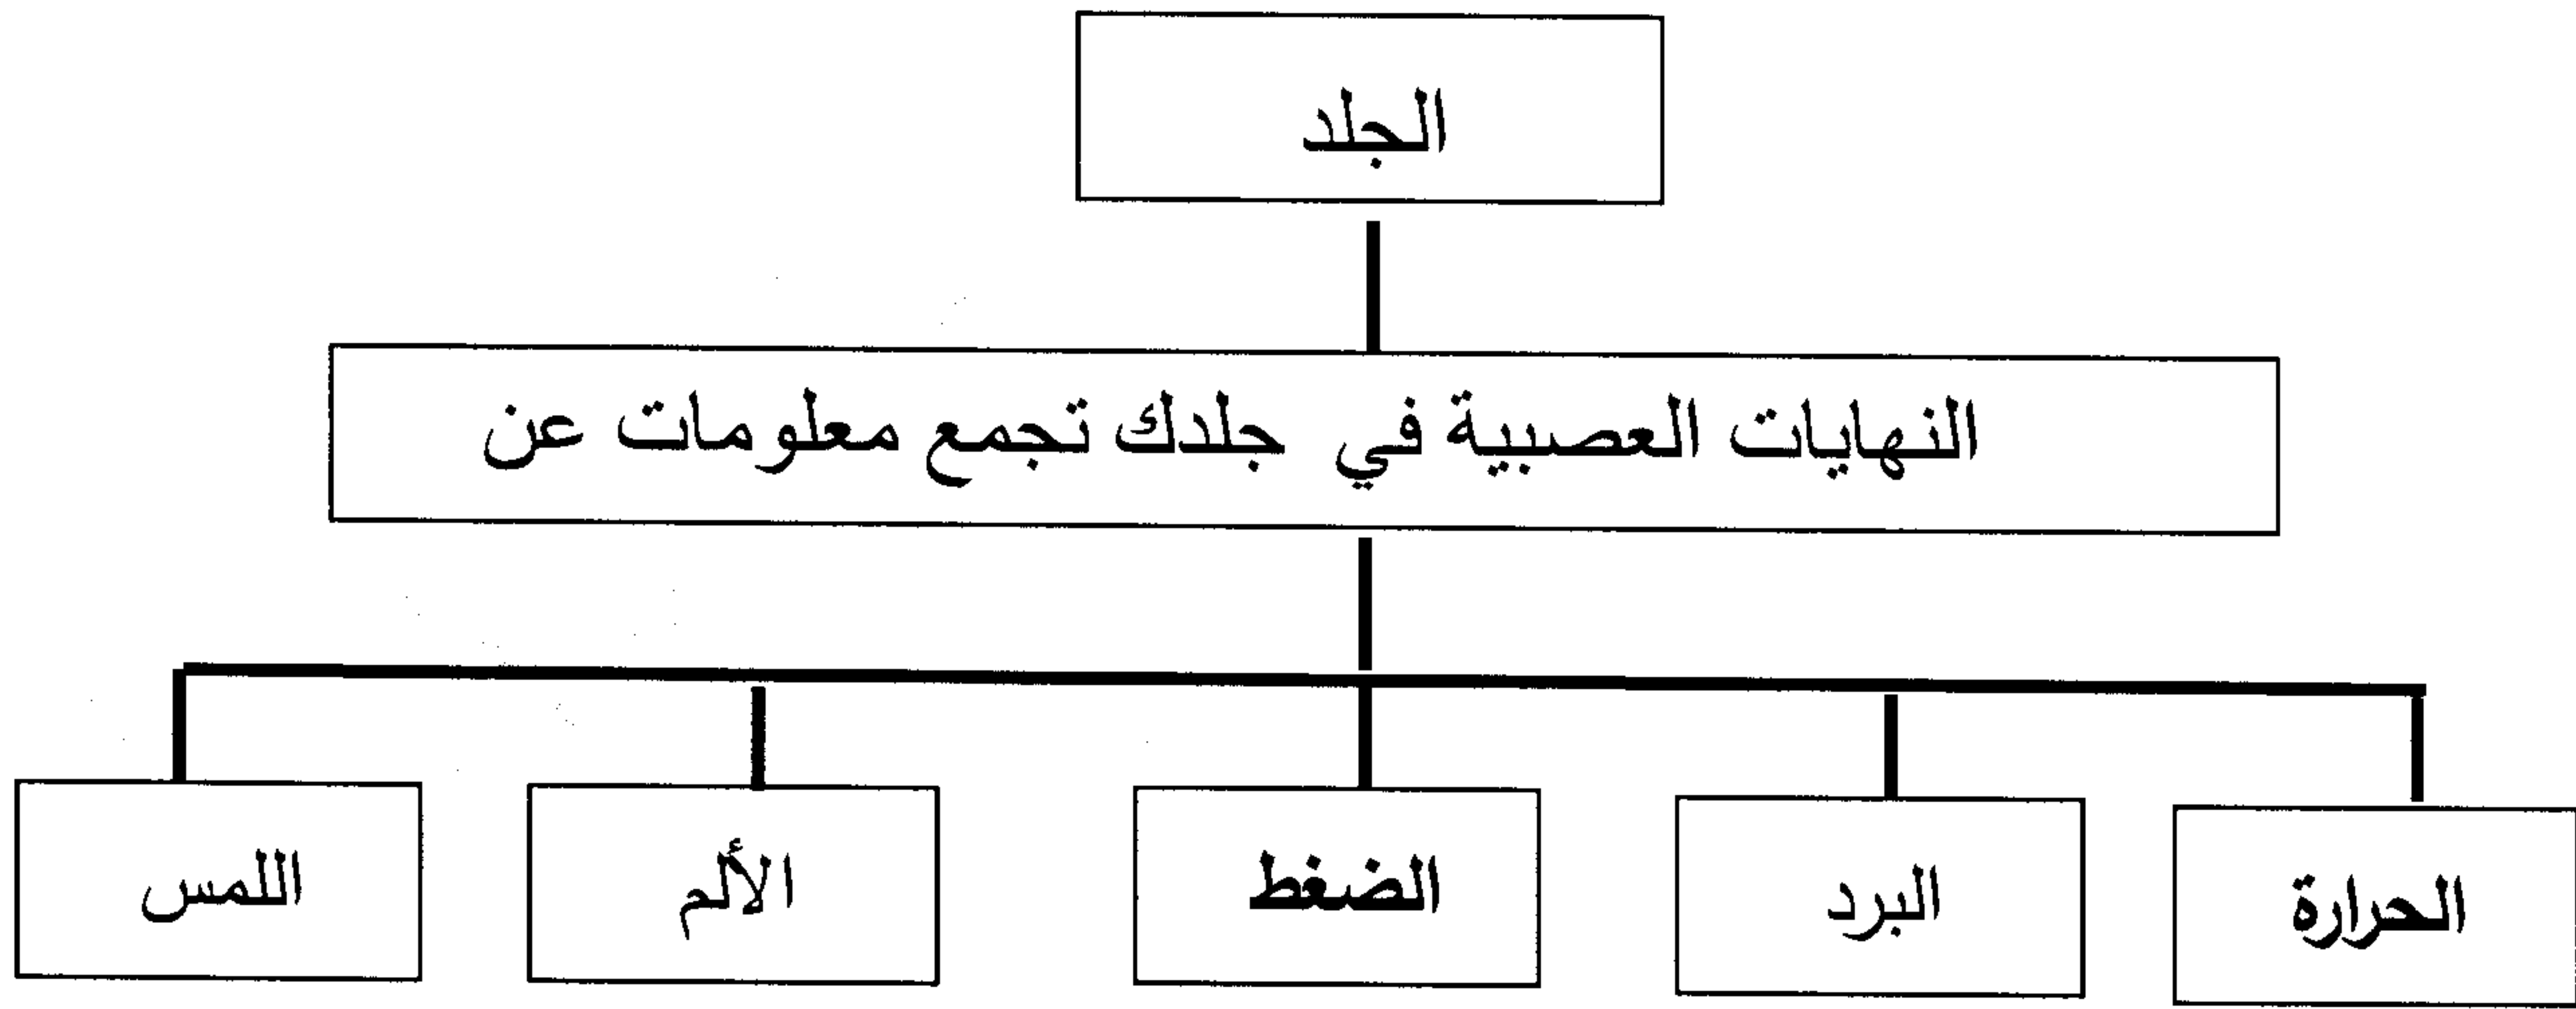 الجلد
النهايات العصبية في جلدك تجمع معلومات عن
الحرارة
البرد
الضغط
الألم
اللمس